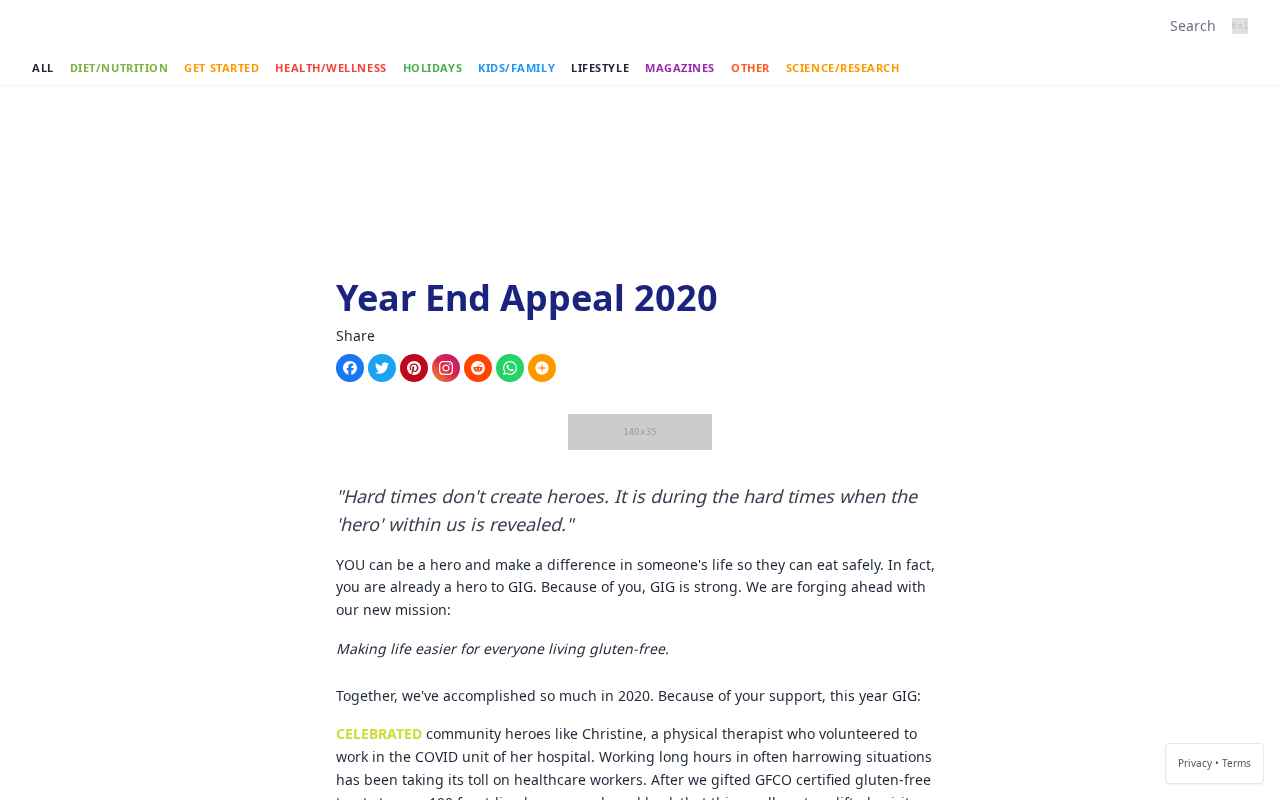 Search
ALL DIET/NUTRITION GET STARTED HEALTH/WELLNESS HOLIDAYS KIDS/FAMILY LIFESTYLE MAGAZINES OTHER SCIENCE/RESEARCH
Year End Appeal 2020
Share
140×35
"Hard times don't create heroes. It is during the hard times when the
'hero' within us is revealed."
YOU can be a hero and make a difference in someone's life so they can eat safely. In fact,
you are already a hero to GIG. Because of you, GIG is strong. We are forging ahead with
our new mission:
Making life easier for everyone living gluten-free.
Together, we've accomplished so much in 2020. Because of your support, this year GIG:
CELEBRATED community heroes like Christine, a physical therapist who volunteered to
work in the COVID unit of her hospital. Working long hours in often harrowing situations
has been taking its toll on healthcare workers. After we gifted GFCO certified gluten-free
Privacy • Terms